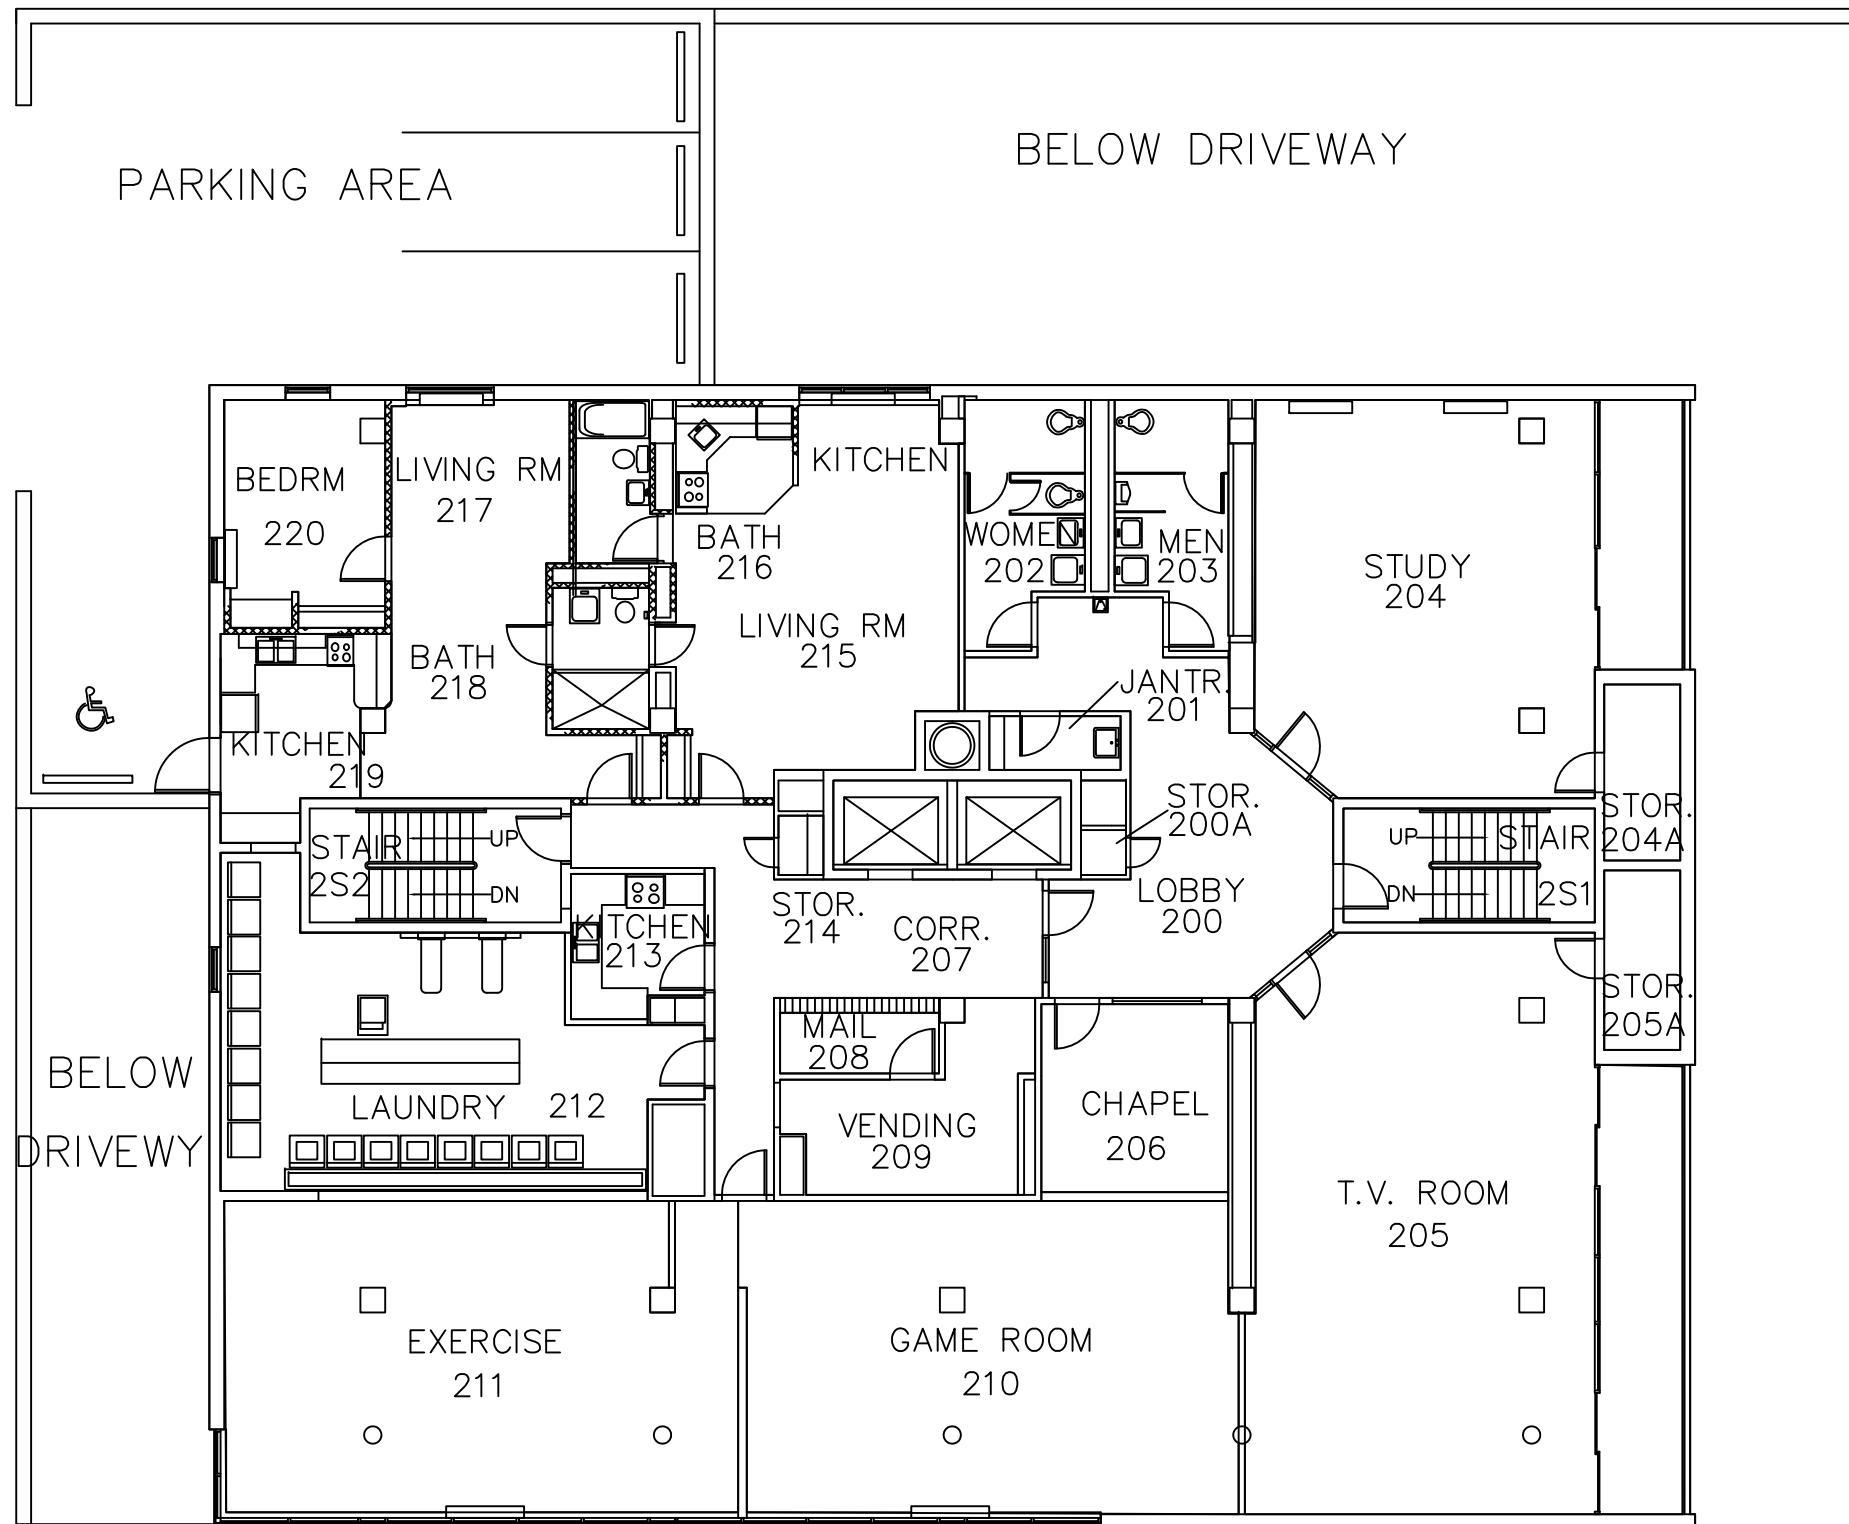 PARKING AREA
BELOW DRIVEWAY
BEDRM
220
LIVING RM
217
KITCHEN
BATH
216
WOMEN
202
MEN
203
STUDY
204
LIVING RM
215
BATH
218
JANTR.
201
KITCHEN
219
STOR.
200A
STOR.
204A
STAIR
2S2
UP
DN
UP
DN
STAIR
2S1
KITCHEN
213
STOR.
214
CORR.
207
LOBBY
200
STOR.
205A
MAIL
208
BELOW
DRIVEWY
LAUNDRY 212
VENDING
209
CHAPEL
206
T.V. ROOM
205
EXERCISE
211
GAME ROOM
210